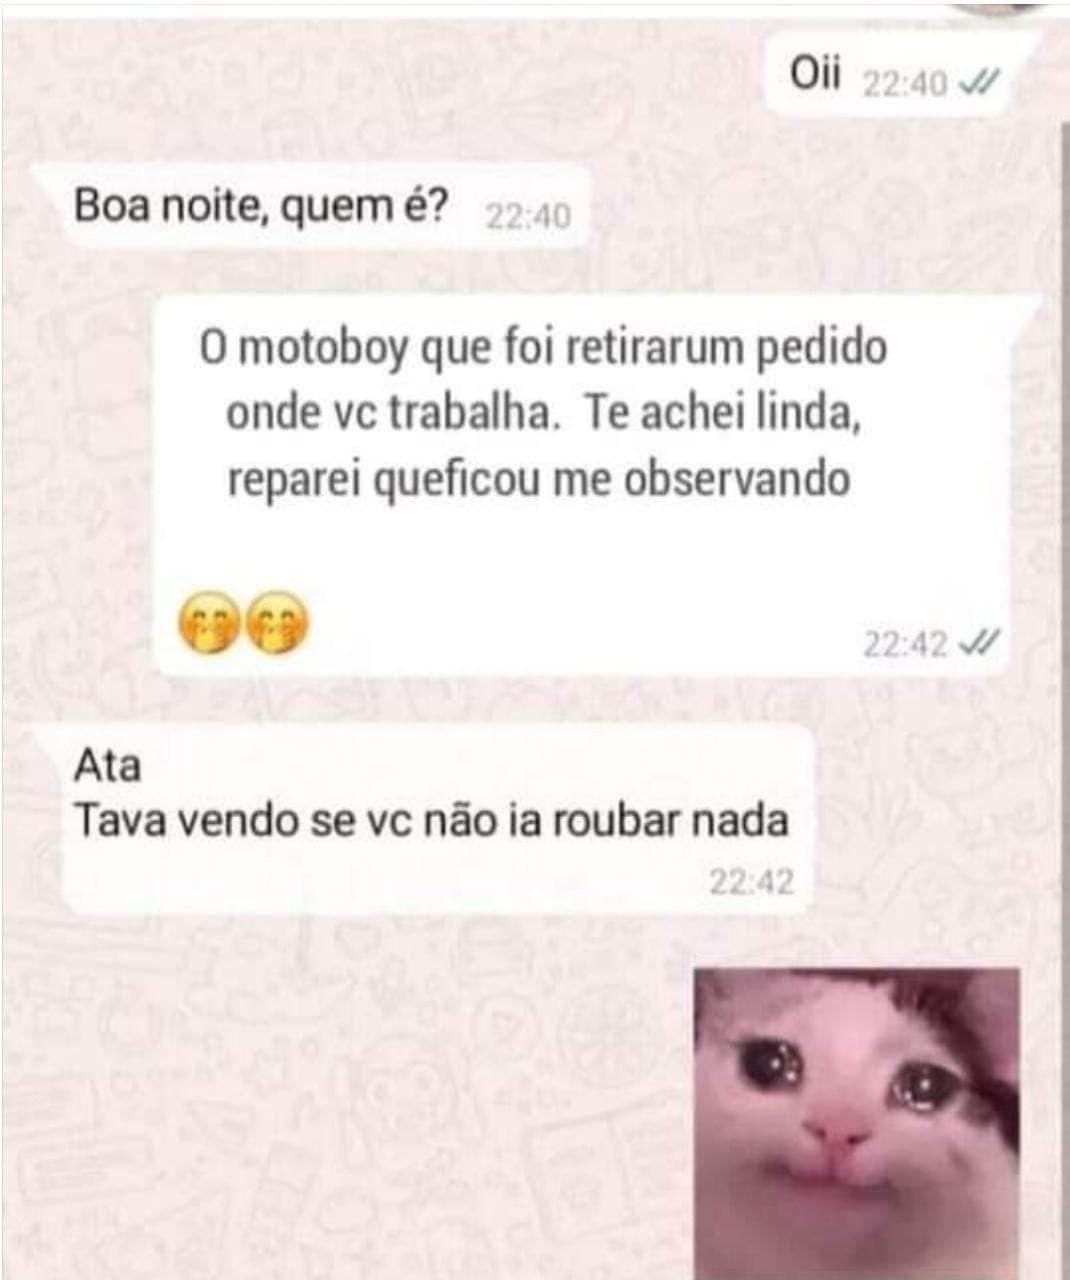 Oii 22:40
Boa noite, quem é? 22:40
O motoboy que foi retirarum pedido
onde vc trabalha. Te achei linda,
reparei queficou me observando
🤭🤭 22:42
Ata
Tava vendo se vc não ia roubar nada
22:42